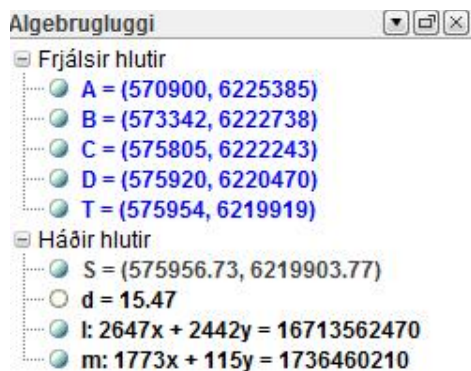 Algebrugluggi
Frjálsir hlutir
A = (570900, 6225385)
B = (573342, 6222738)
C = (575805, 6222243)
D = (575920, 6220470)
T = (575954, 6219919)
Háðir hlutir
S = (575956.73, 6219903.77)
d = 15.47
l: 2647x + 2442y = 16713562470
m: 1773x + 115y = 1736460210